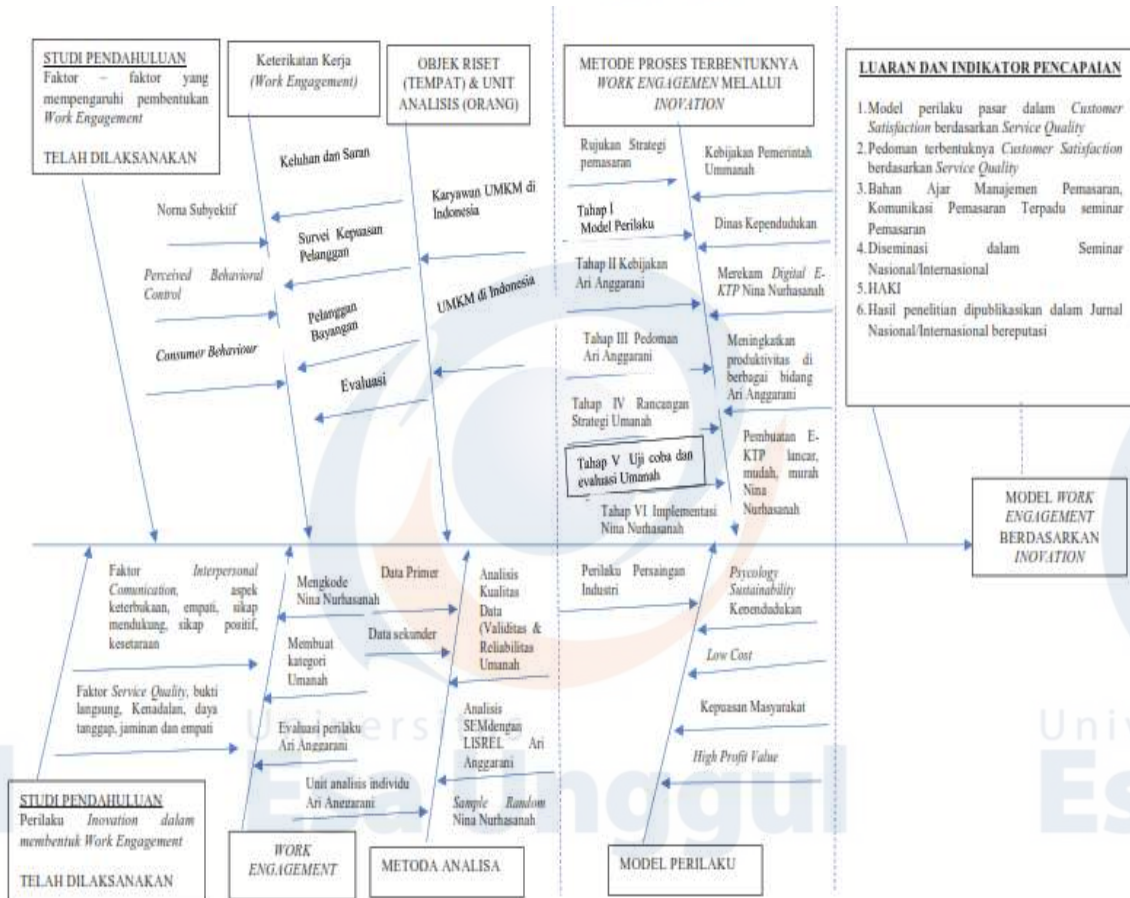 STUDI PENDAHULUAN
Faktor – faktor yang
mempengaruhi pembentukan
Work Engagement
TELAH DILAKSANAKAN
Keterikatan Kerja
(Work Engagement)
OBJEK RISET
(TEMPAT) & UNIT
ANALISIS (ORANG)
METODE PROSES TERBENTUKNYA
WORK ENGAGEMEN MELALUI
INOVATION
LUARAN DAN INDIKATOR PENCAPAIAN
1. Model perilaku pasar dalam Customer
Satisfaction berdasarkan Service Quality
2. Pedoman terbentuknya Customer Satisfaction
berdasarkan Service Quality
3. Bahan Ajar Manajemen Pemasaran,
Komunikasi Pemasaran Terpadu seminar
Pemasaran
4. Diseminasi dalam Seminar
Nasional/Internasional
5. HAKI
6. Hasil penelitian dipublikasikan dalam Jurnal
Nasional/Internasional bereputasi
Norma Subyektif
Perceived Behavioral
Control
Consumer Behaviour
Keluhan dan Saran
Survei Kepuasan
Pelanggan
Pelanggan
Bayangan
Evaluasi
Karyawan UMKM di
Indonesia
UMKM di Indonesia
Rujukan Strategi
pemasaran
Tahap I
Model Perilaku
Tahap II Kebijakan
Ari Anggarani
Tahap III Pedoman
Ari Anggarani
Tahap IV Rancangan
Strategi Umanah
Tahap V Uji coba dan
evaluasi Umanah
Tahap VI Implementasi
Nina Nurhasanah
Kebijakan Pemerintah
Ummanah
Dinas Kependudukan
Merekam Digital E-
KTP Nina Nurhasanah
Meningkatkan
produktivitas di
berbagai bidang
Ari Anggarani
Pembuatan E-
KTP lancar,
mudah, murah
Nina
Nurhasanah
MODEL WORK
ENGAGEMENT
BERDASARKAN
INOVATION
Faktor Interpersonal
Comunication, aspek
keterbukaan, empati, sikap
mendukung, sikap positif,
kesetaraan
Faktor Service Quality, bukti
langsung, Kenadalan, daya
tanggap, jaminan dan empati
STUDI PENDAHULUAN
Perilaku Inovation dalam
membentuk Work Engagement
TELAH DILAKSANAKAN
Mengkode
Nina Nurhasanah
Membuat
kategori
Umanah
Evaluasi perilaku
Ari Anggarani
Unit analisis individu
Ari Anggarani
WORK
ENGAGEMENT
Data Primer
Data sekunder
Analisis
Kualitas
Data
(Validitas &
Reliabilitas
Umanah
Analisis
SEMdengan
LISREL Ari
Anggarani
Sample Random
Nina Nurhasanah
METODA ANALISA
Perilaku Persaingan
Industri
Psycology
Sustainability
Kependudukan
Low Cost
Kepuasan Masyarakat
High Profit Value
MODEL PERILAKU
Universitas
Esa Unggul
Univ
Es